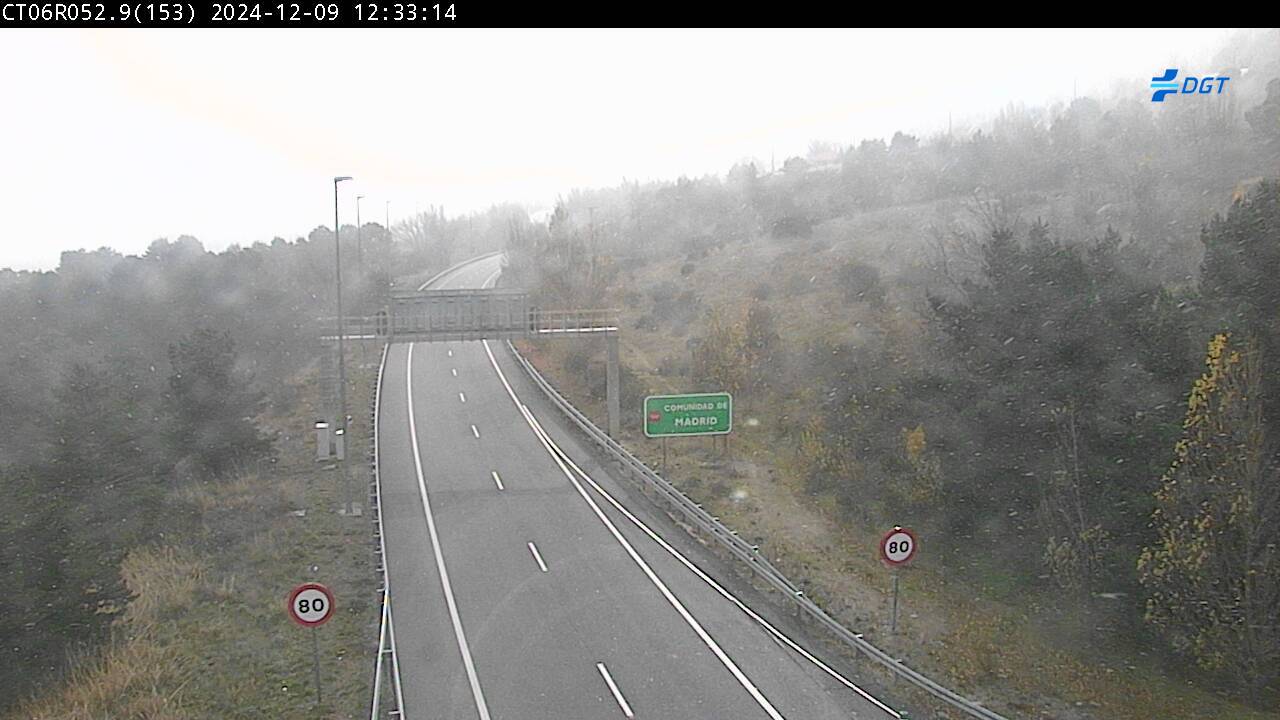 CT06R052.9(153) 2024-12-09 12:33:14
DGT
COMUNIDAD DE
MADRID
80
80